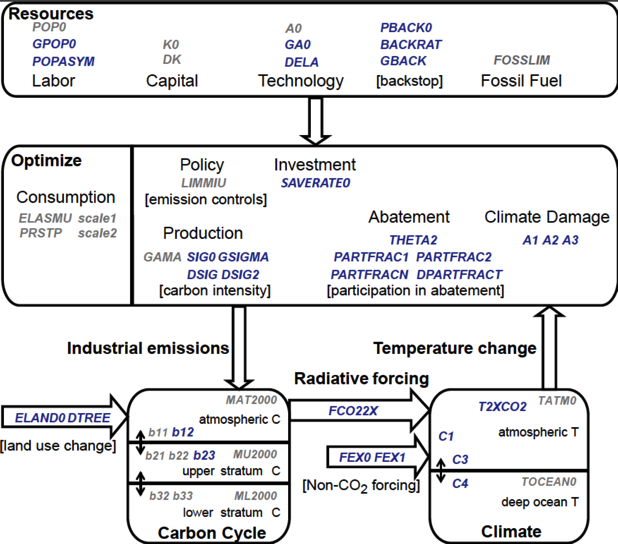 Resources
POP0 A0 PBACK0
GPOP0 K0 GA0 BACKRAT
POPASYM DK DELA GBACK FOSSLIM
Labor Capital Technology [backstop] Fossil Fuel
Optimize
Policy Investment
LIMMIU SAVERATE0
[emission controls]
Consumption
ELASMU scale1
PRSTP scale2
Production
GAMA SIG0 GSIGMA
DSIG DSIG2
[carbon intensity]
Abatement
THETA2
PARTFRAC1 PARTFRAC2
PARTFRACN DPARTFRACT
[participation in abatement]
Climate Damage
A1 A2 A3
Industrial emissions
Temperature change
Radiative forcing
ELAND0 DTREE
[land use change]
MAT2000
atmospheric C
b11 b12
b21 b22 b23 MU2000
upper stratum C
b32 b33 ML2000
lower stratum C
Carbon Cycle
FCO22X
FEX0 FEX1
[Non-CO2 forcing]
T2XCO2 TATM0
C1 atmospheric T
C3
C4 TOCEAN0
deep ocean T
Climate